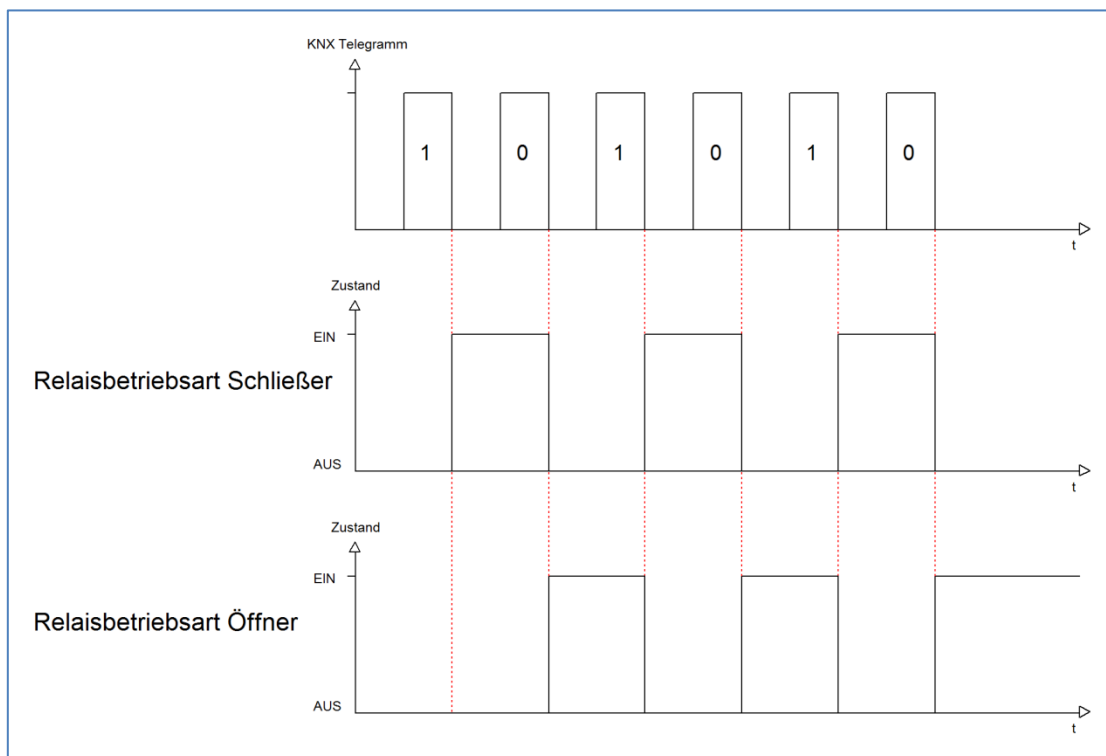 KNX Telegramm
1 0 1 0 1 0
t
Zustand
EIN
Relaisbetriebsart Schließer
AUS
t
Zustand
EIN
Relaisbetriebsart Öffner
AUS
t